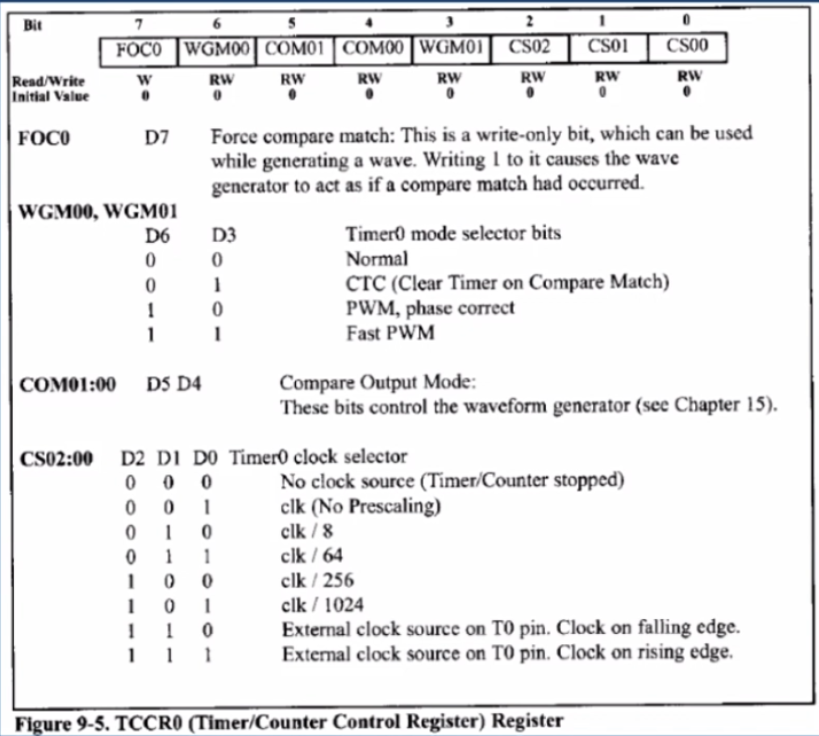 Bit 7 6 5 4 3 2 1 0
FOC0 WGM00 COM01 COM00 WGM01 CS02 CS01 CS00
Read/Write W RW RW RW RW RW RW RW
Initial Value 0 0 0 0 0 0 0 0
FOC0 D7 Force compare match: This is a write-only bit, which can be used
while generating a wave. Writing 1 to it causes the wave
generator to act as if a compare match had occurred.
WGM00, WGM01
D6 D3 Timer0 mode selector bits
0 0 Normal
0 1 CTC (Clear Timer on Compare Match)
1 0 PWM, phase correct
1 1 Fast PWM
COM01:00 D5 D4 Compare Output Mode:
These bits control the waveform generator (see Chapter 15).
CS02:00 D2 D1 D0 Timer0 clock selector
0 0 0 No clock source (Timer/Counter stopped)
0 0 1 clk (No Prescaling)
0 1 0 clk / 8
0 1 1 clk / 64
1 0 0 clk / 256
1 0 1 clk / 1024
1 1 0 External clock source on T0 pin. Clock on falling edge.
1 1 1 External clock source on T0 pin. Clock on rising edge.
Figure 9-5. TCCR0 (Timer/Counter Control Register) Register